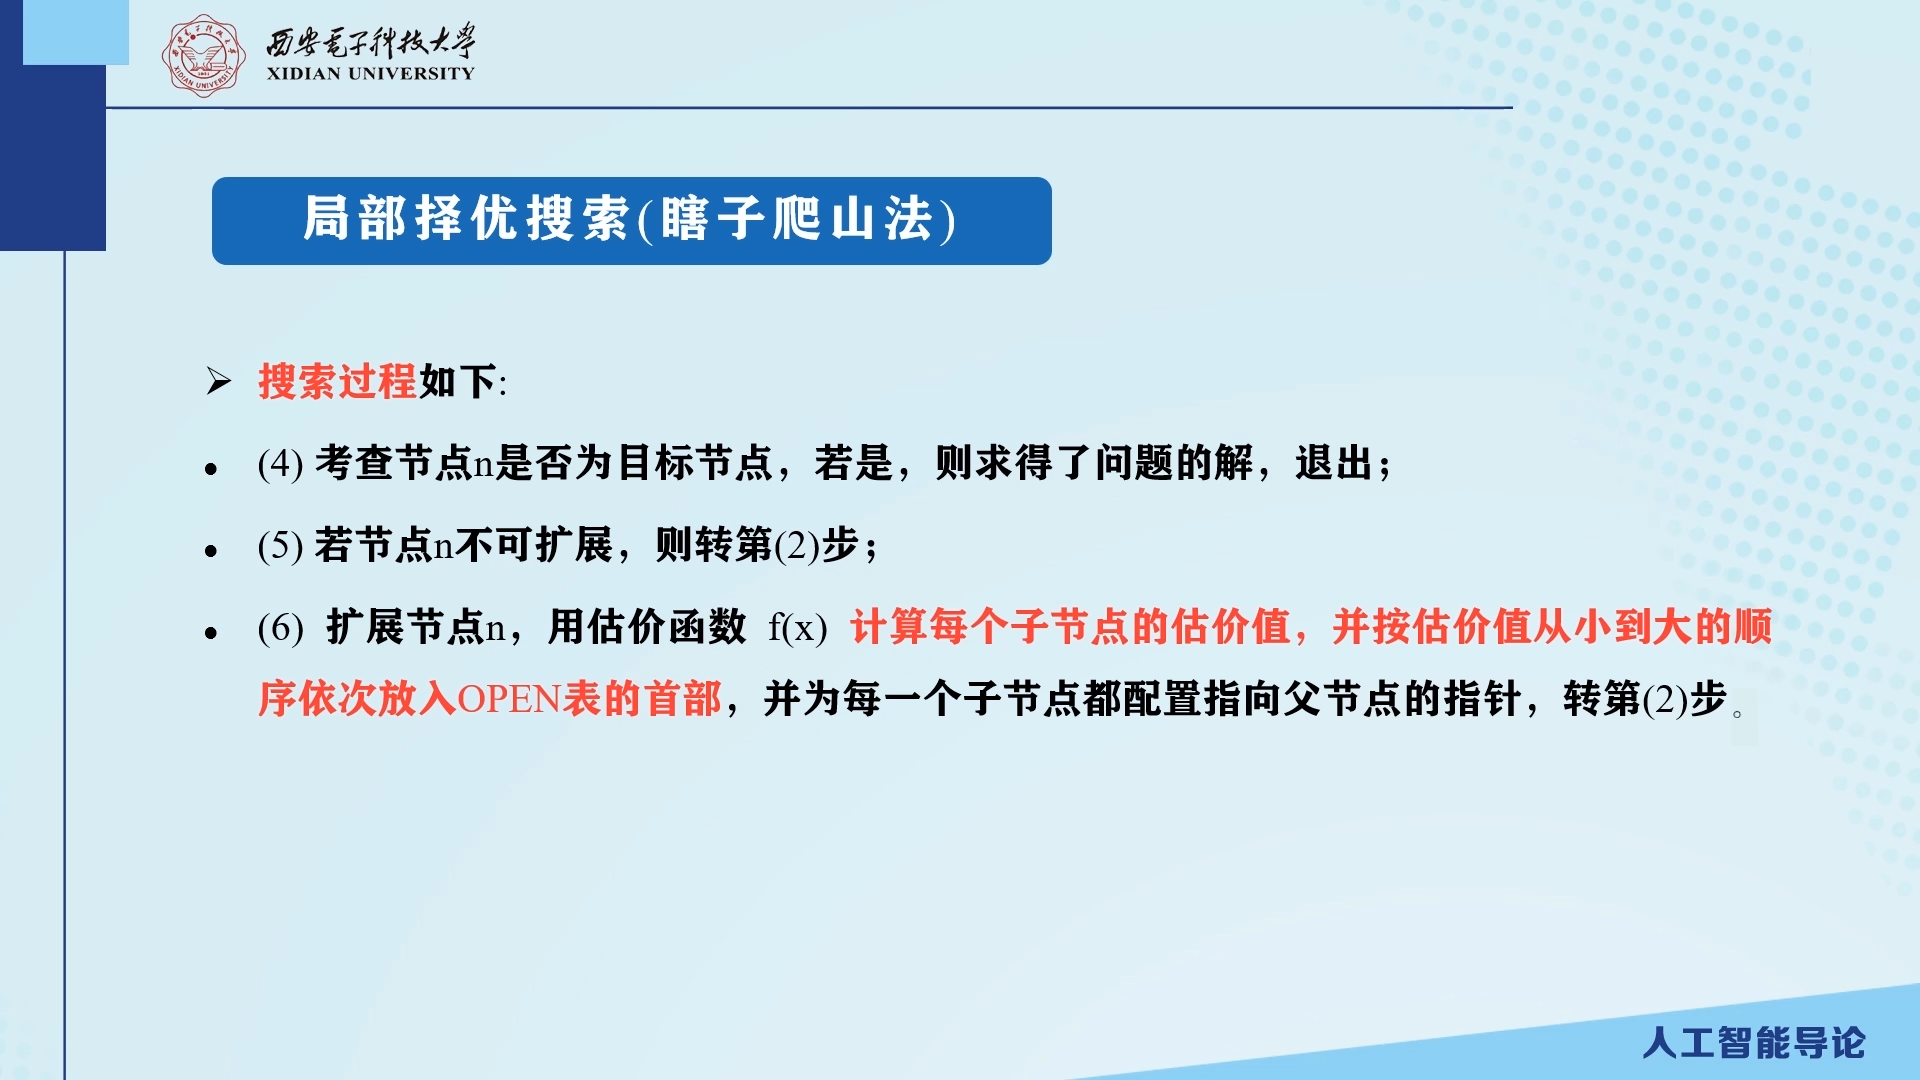 西安电子科技大学
XIDIAN UNIVERSITY
局部择优搜索(瞎子爬山法)
搜索过程如下:
(4) 考查节点n是否为目标节点，若是，则求得了问题的解，退出；
(5) 若节点n不可扩展，则转第(2)步；
(6) 扩展节点n，用估价函数 f(x) 计算每个子节点的估价值，并按估价值从小到大的顺
序依次放入OPEN表的首部，并为每一个子节点都配置指向父节点的指针，转第(2)步。
人工智能导论